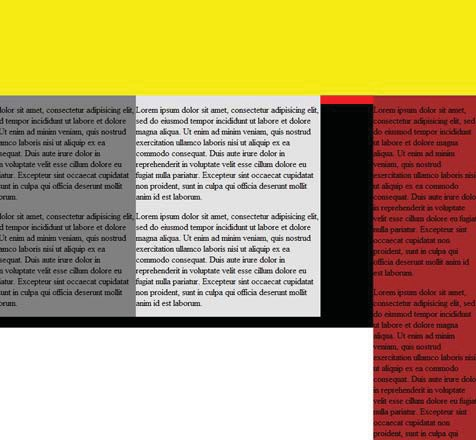 dolor sit amet, consectetur adipisicing elit,
d tempor incididunt ut labore et dolore
Ut enim ad minim veniam, quis nostrud
amco laboris nisi ut aliquip ex ea
sequat. Duis aute irure dolor in
n voluptate velit esse cillum dolore eu
iatur. Excepteur sint occaecat cupidatat
unt in culpa qui officia deserunt mollit
orum.
dolor sit amet, consectetur adipisicing elit,
d tempor incididunt ut labore et dolore
Ut enim ad minim veniam, quis nostrud
amco laboris nisi ut aliquip ex ea
sequat. Duis aute irure dolor in
n voluptate velit esse cillum dolore eu
iatur. Excepteur sint occaecat cupidatat
unt in culpa qui officia deserunt mollit
orum.
Lorem ipsum dolor sit amet, consectetur adipisicing elit,
sed do eiusmod tempor incididunt ut labore et dolore
magna aliqua. Ut enim ad minim veniam, quis nostrud
exercitation ullamco laboris nisi ut aliquip ex ea
commodo consequat. Duis aute irure dolor in
reprehenderit in voluptate velit esse cillum dolore eu
fugiat nulla pariatur. Excepteur sint occaecat cupidatat
non proident, sunt in culpa qui officia deserunt mollit
anim id est laborum.
Lorem ipsum dolor sit amet, consectetur adipisicing elit,
sed do eiusmod tempor incididunt ut labore et dolore
magna aliqua. Ut enim ad minim veniam, quis nostrud
exercitation ullamco laboris nisi ut aliquip ex ea
commodo consequat. Duis aute irure dolor in
reprehenderit in voluptate velit esse cillum dolore eu
fugiat nulla pariatur. Excepteur sint occaecat cupidatat
non proident, sunt in culpa qui officia deserunt mollit
anim id est laborum.
Lorem ipsum dolor sit amet,
consectetur adipisicing elit, sed
do eiusmod tempor incididunt
ut labore et dolore magna
aliqua. Ut enim ad minim
veniam, quis nostrud
exercitation ullamco laboris nisi
ut aliquip ex ea commodo
consequat. Duis aute irure dolor
in reprehenderit in voluptate
velit esse cillum dolore eu fugiat
nulla pariatur. Excepteur sint
occaecat cupidatat non
proident, sunt in culpa qui
officia deserunt mollit anim id
est laborum.
Lorem ipsum dolor sit amet,
consectetur adipisicing elit, sed
do eiusmod tempor incididunt
ut labore et dolore magna
aliqua. Ut enim ad minim
veniam, quis nostrud
exercitation ullamco laboris nisi
ut aliquip ex ea commodo
consequat. Duis aute irure dolor
in reprehenderit in voluptate
velit esse cillum dolore eu fugiat
nulla pariatur. Excepteur sint
occaecat cupidatat non
proident, sunt in culpa qui